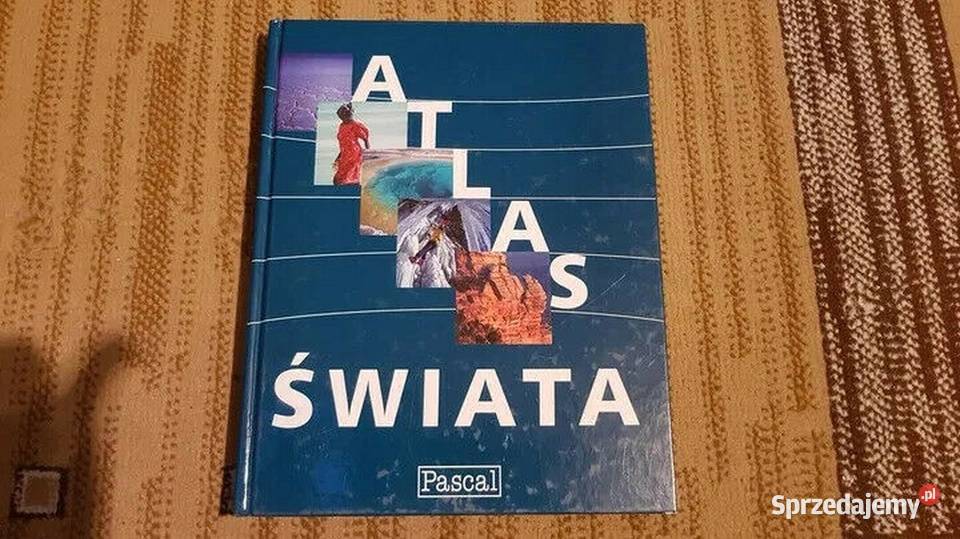 ATLAS
ŚWIATA
Pascal
Sprzedajemy.pl